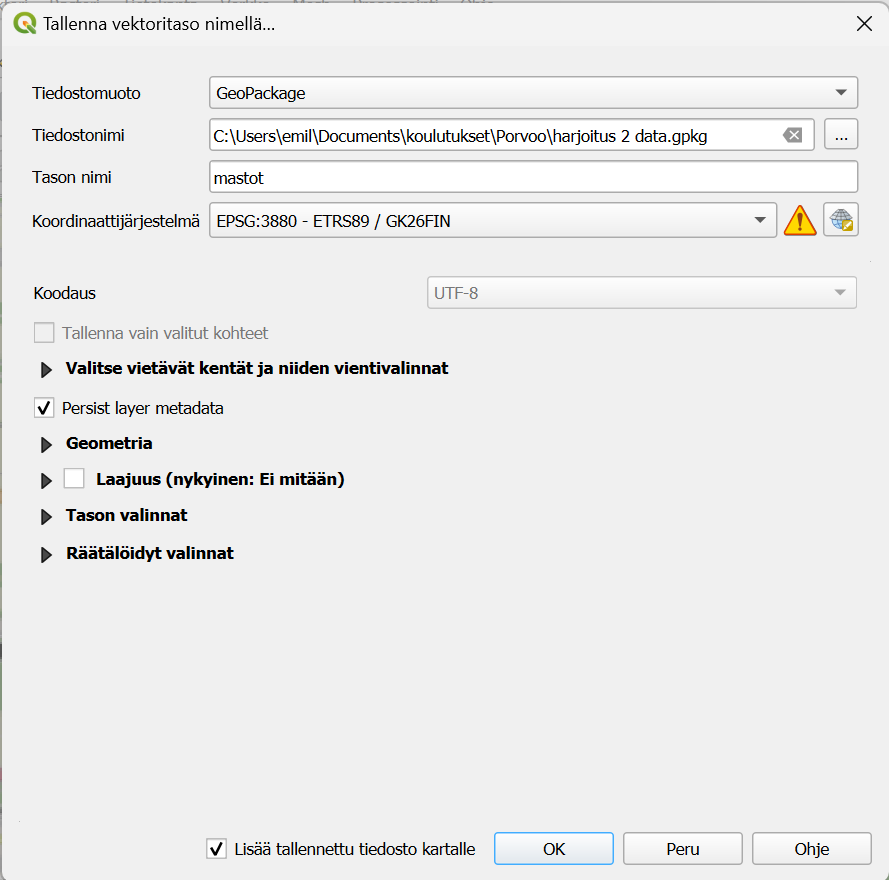 Tallenna vektoritaso nimellä...
Tiedostomuoto GeoPackage
Tiedostonimi C:\Users\emil\Documents\koulutukset\Porvoo\harjoitus 2 data.gpkg ...
Tason nimi mastot
Koordinaattijärjestelmä EPSG:3880 - ETRS89 / GK26FIN
Koodaus UTF-8
Tallenna vain valitut kohteet
Valitse vietävät kentät ja niiden vientivalinnat
Persist layer metadata
Geometria
Laajuus (nykyinen: Ei mitään)
Tason valinnat
Räätälöidyt valinnat
Lisää tallennettu tiedosto kartalle OK Peru Ohje